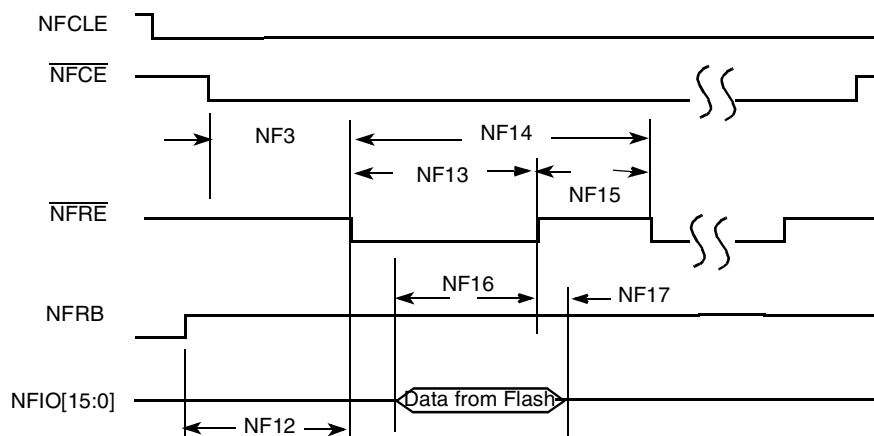 NFCLE
NFCE
NF3
NF14
NF13
NF15
NFRE
NF16
NF17
NFRB
NFIO[15:0]
Data from Flash
NF12